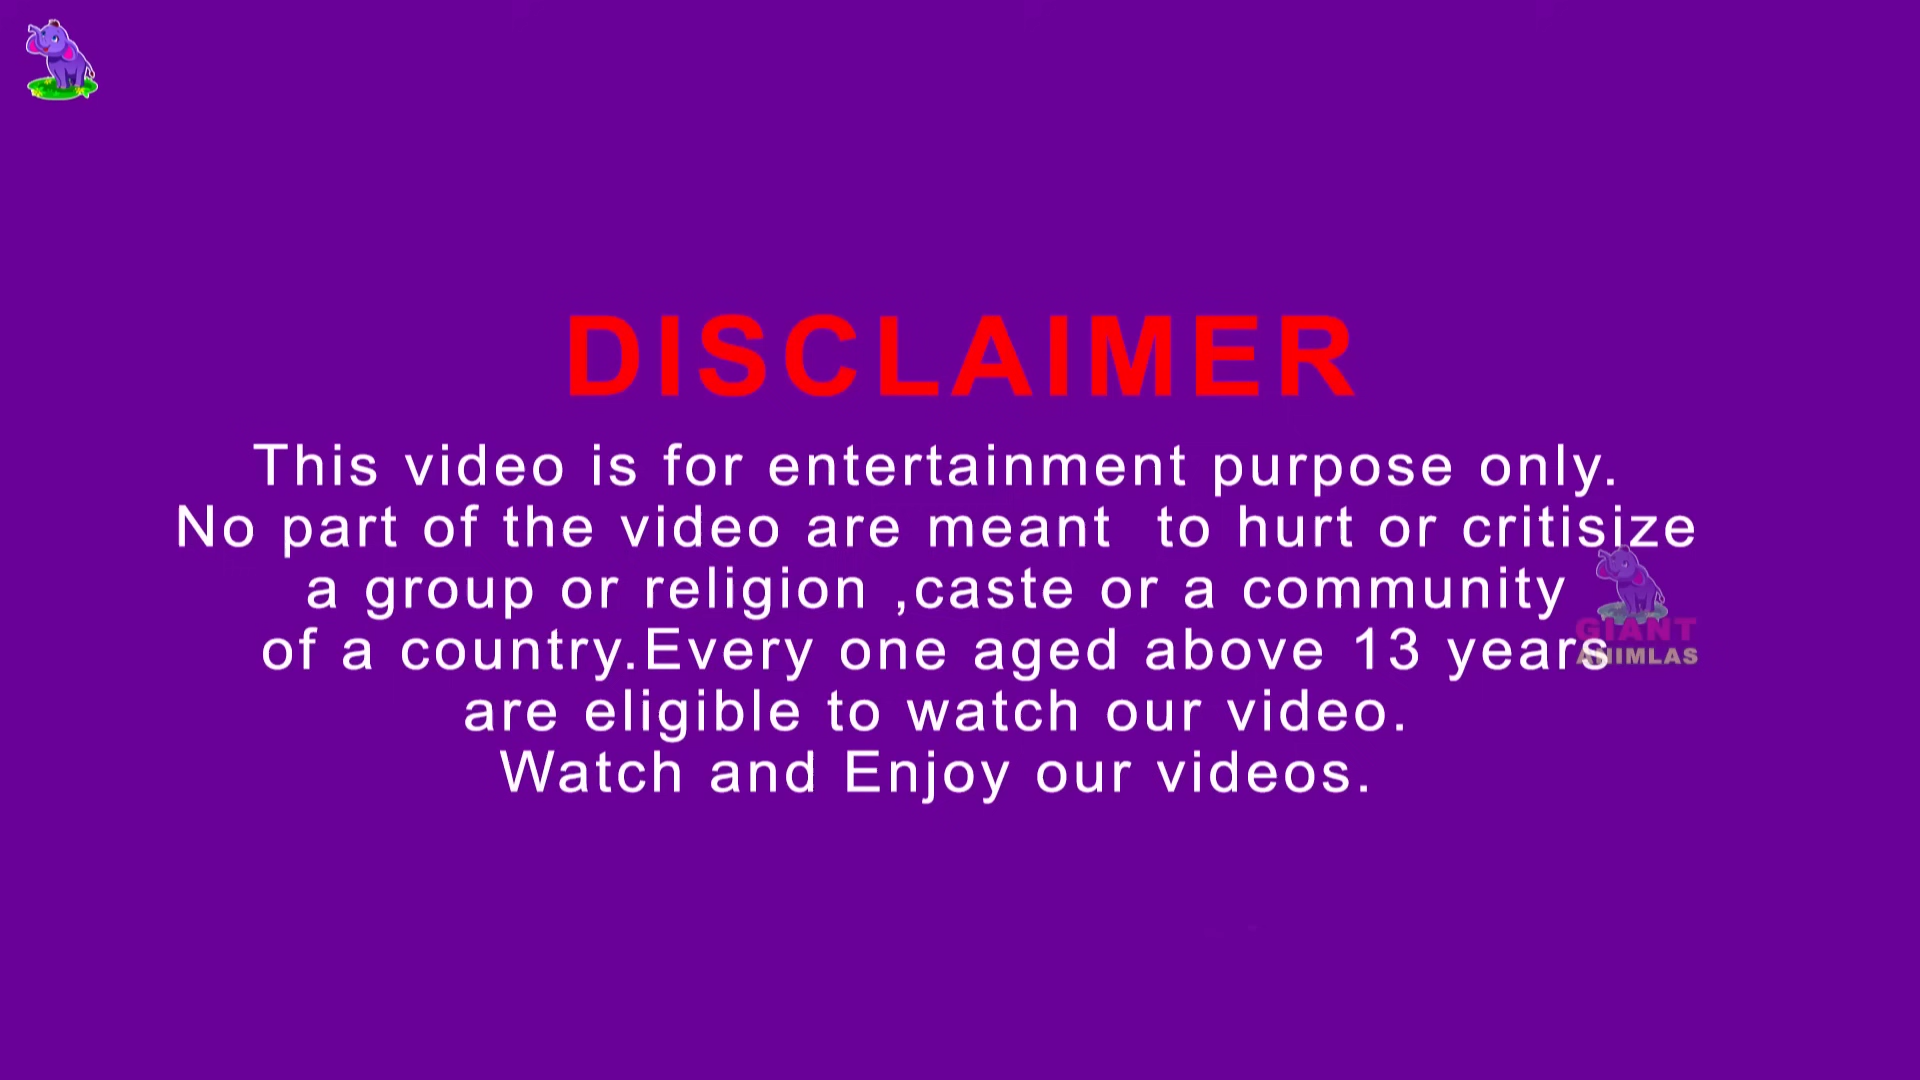 DISCLAIMER
This video is for entertainment purpose only.
No part of the video are meant  to hurt or critisize
a group or religion ,caste or a community
of a country.Every one aged above 13 years
are eligible to watch our video.
Watch and Enjoy our videos.
GIANT
ANIMLAS